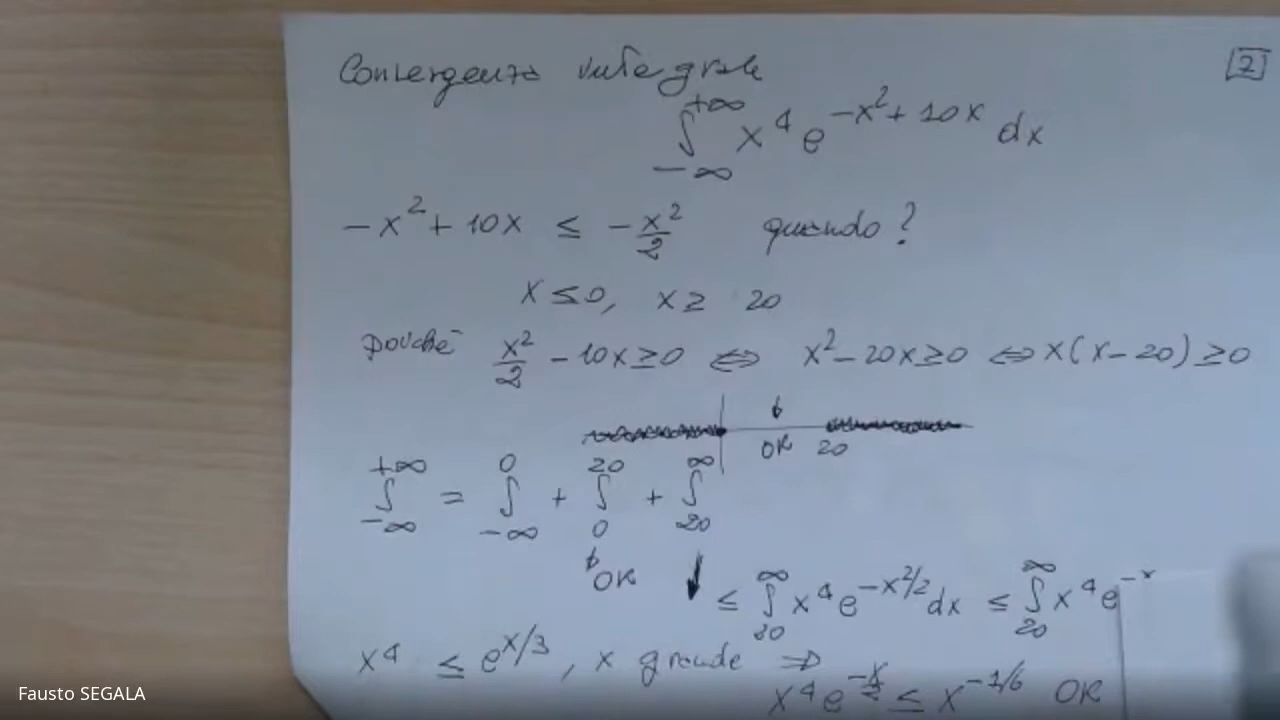 Convergenza integrale
[7]
∫_{-∞}^{+∞} x^4 e^{-x^2+10x} dx
-x^2+10x ≤ -x^2/2 quando?
x≤0, x≥ 20
poiché x^2/2 -10x≥0 ⇔ x^2-20x≥0 ⇔ x(x-20)≥0
OK 20
∫_{-∞}^{+∞} = ∫_{-∞}^{0} + ∫_{0}^{20} + ∫_{20}^{∞}
OK ↓ ≤ ∫_{20}^{∞} x^4 e^{-x^2/2} dx ≤ ∫_{20}^{∞} x^4 e^{-x
x^4 ≤ e^{x/3}, x grande ⇒
x^4 e^{-x/2} ≤ x^{-1/6} OK
Fausto SEGALA